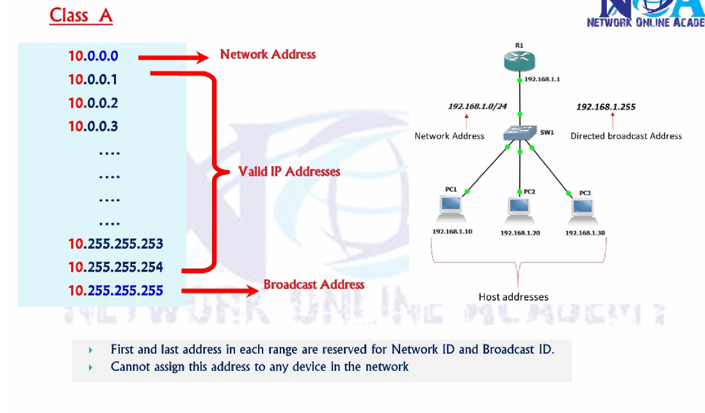 Class A
NETWORK ONLINE ACADE
10.0.0.0
Network Address
10.0.0.1
10.0.0.2
10.0.0.3
....
....
....
....
Valid IP Addresses
10.255.255.253
10.255.255.254
10.255.255.255
Broadcast Address
R1
192.168.1.1
192.168.1.0/24
192.168.1.255
Network Address
SW1
Directed broadcast Address
PC1
PC2
PC3
192.168.1.10
192.168.1.20
192.168.1.30
Host addresses
NETWORK ONLINE ACADEMY
First and last address in each range are reserved for Network ID and Broadcast ID.
Cannot assign this address to any device in the network